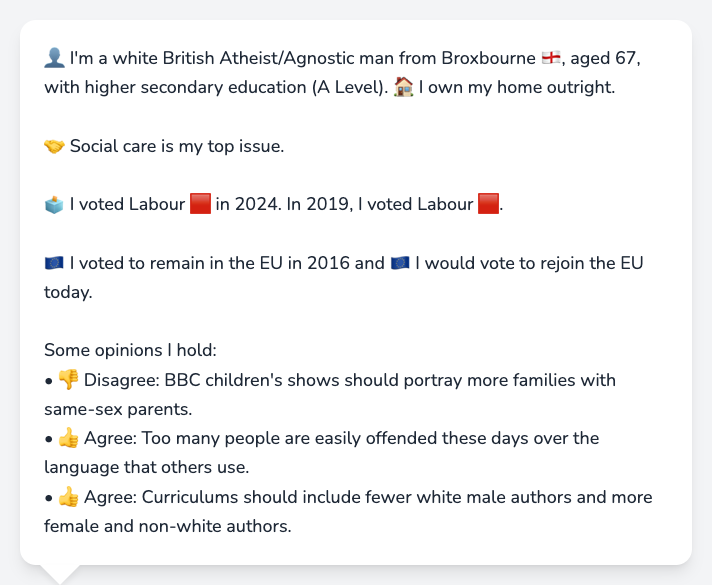 👤 I'm a white British Atheist/Agnostic man from Broxbourne 🏴󠁧󠁢󠁥󠁮󠁧󠁿, aged 67,
with higher secondary education (A Level). 🏠 I own my home outright.
🤝 Social care is my top issue.
🗳️ I voted Labour 🟥 in 2024. In 2019, I voted Labour 🟥.
🇪🇺 I voted to remain in the EU in 2016 and 🇪🇺 I would vote to rejoin the EU
today.
Some opinions I hold:
• 👎 Disagree: BBC children's shows should portray more families with
same-sex parents.
• 👍 Agree: Too many people are easily offended these days over the
language that others use.
• 👍 Agree: Curriculums should include fewer white male authors and more
female and non-white authors.